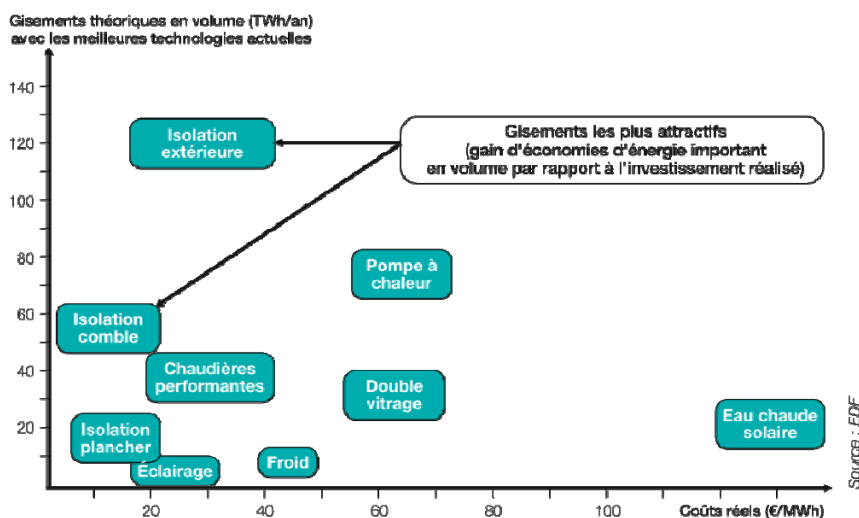 Gisements théoriques en volume (TWh/an)
avec les meilleures technologies actuelles
140
120
100
80
60
40
20
Isolation
extérieure
Gisements les plus attractifs
(gain d'économies d'énergie important
en volume par rapport à l'investissement réalisé)
Pompe à
chaleur
Isolation
comble
Chaudières
performantes
Double
vitrage
Isolation
plancher
Éclairage
Froid
Eau chaude
solaire
20
40
60
80
100
120
Coûts réels (€/MWh)
Source : EDF